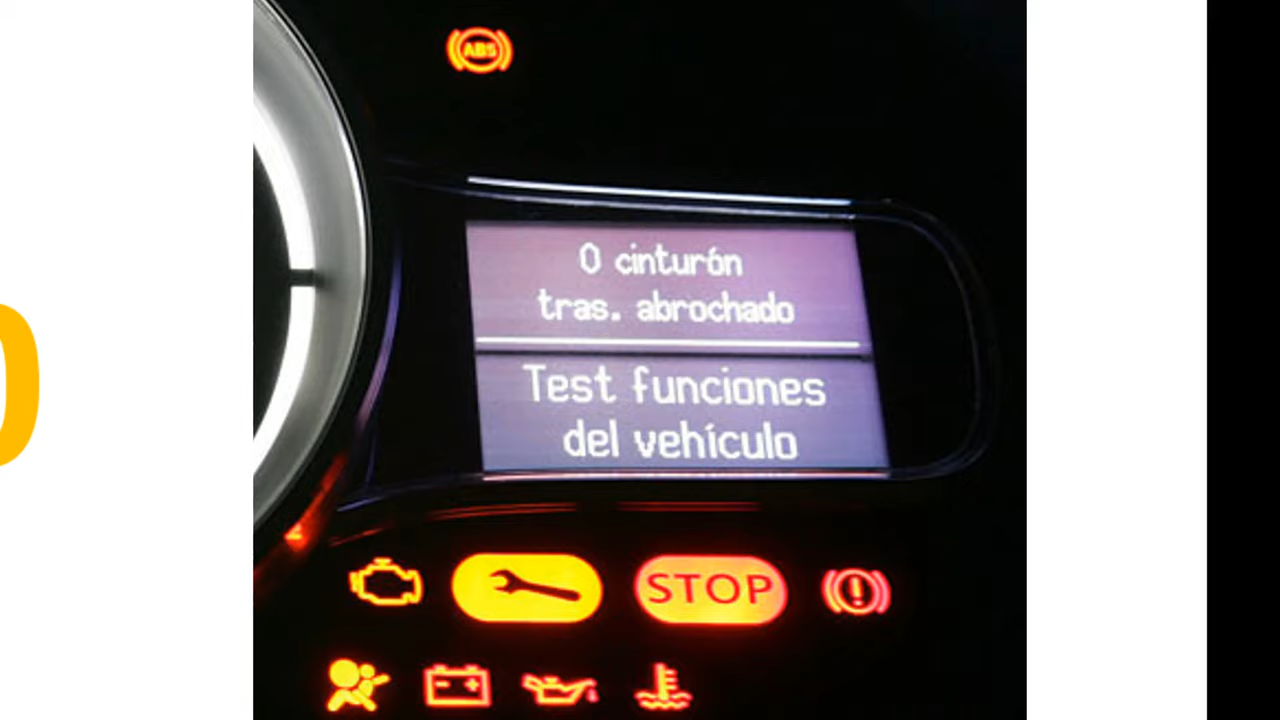 ABS
0 cinturón
tras. abrochado
Test funciones
del vehículo
STOP